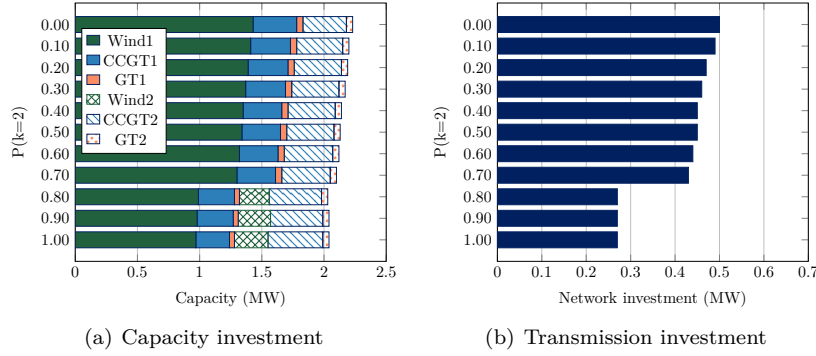 0.00
0.10
0.20
0.30
0.40
0.50
0.60
0.70
0.80
0.90
1.00
P(k=2)
Wind1
CCGT1
GT1
Wind2
CCGT2
GT2
0 0.5 1 1.5 2 2.5
Capacity (MW)
(a) Capacity investment
0.00
0.10
0.20
0.30
0.40
0.50
0.60
0.70
0.80
0.90
1.00
P(k=2)
0 0.1 0.2 0.3 0.4 0.5 0.6 0.7
Network investment (MW)
(b) Transmission investment